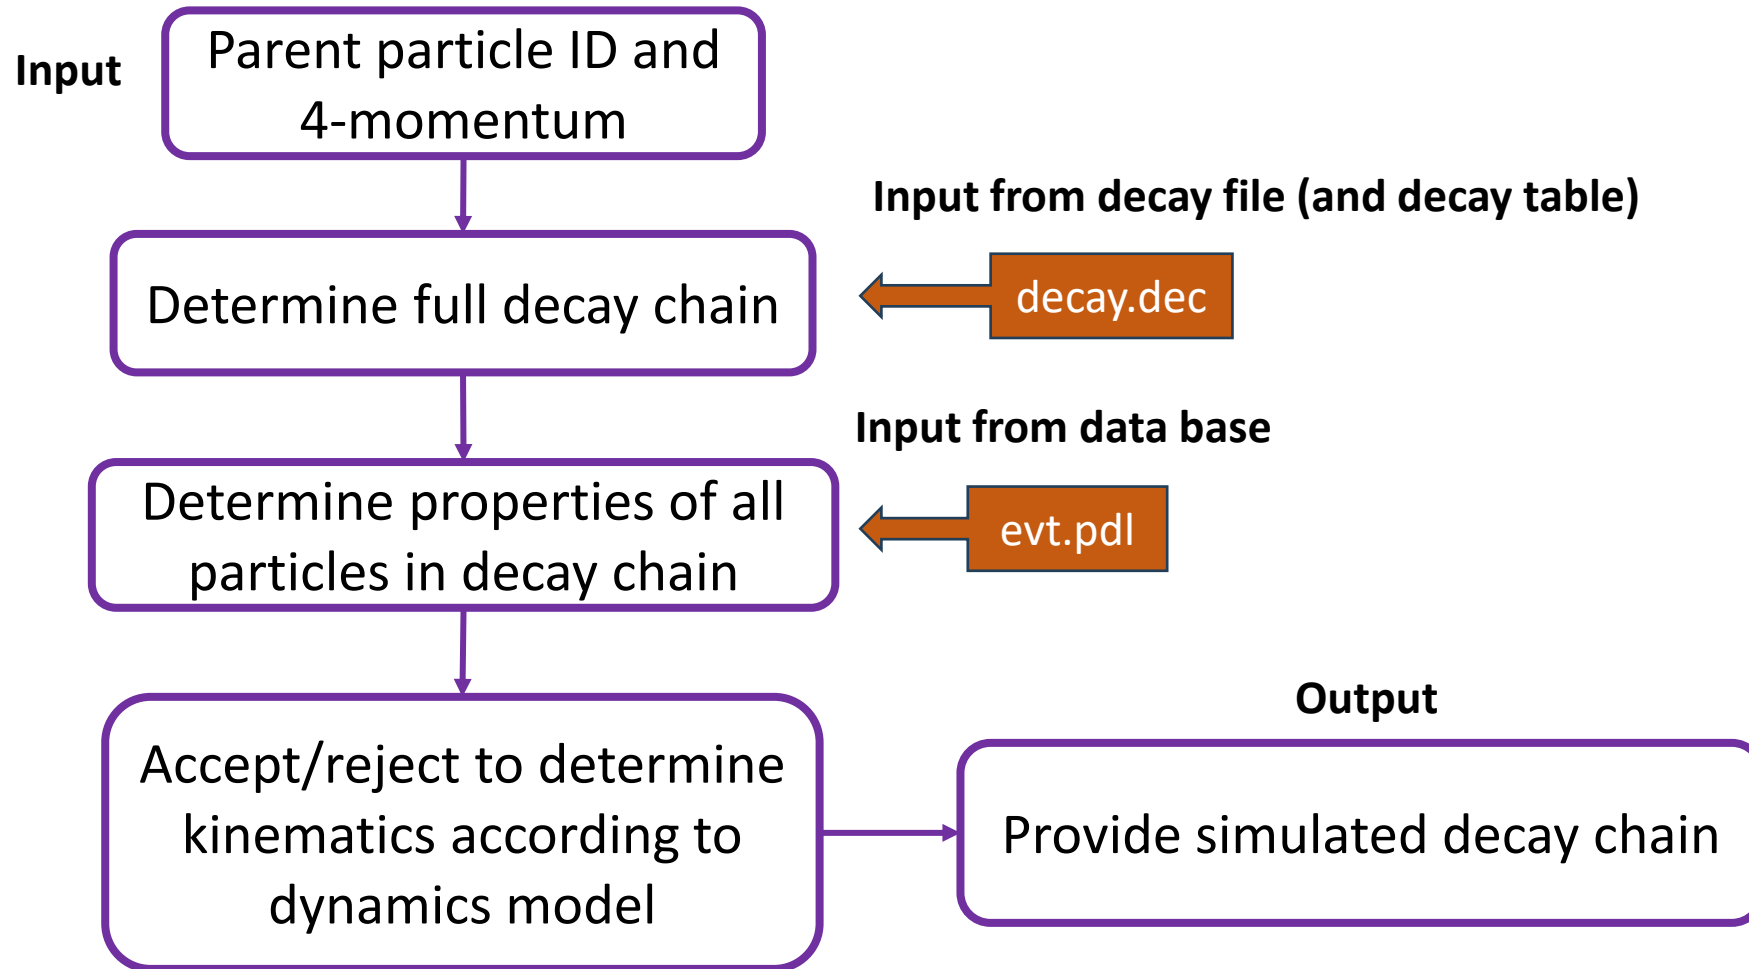 Input
Parent particle ID and
4-momentum
Input from decay file (and decay table)
Determine full decay chain
decay.dec
Input from data base
Determine properties of all
particles in decay chain
evt.pdl
Accept/reject to determine
kinematics according to
dynamics model
Output
Provide simulated decay chain